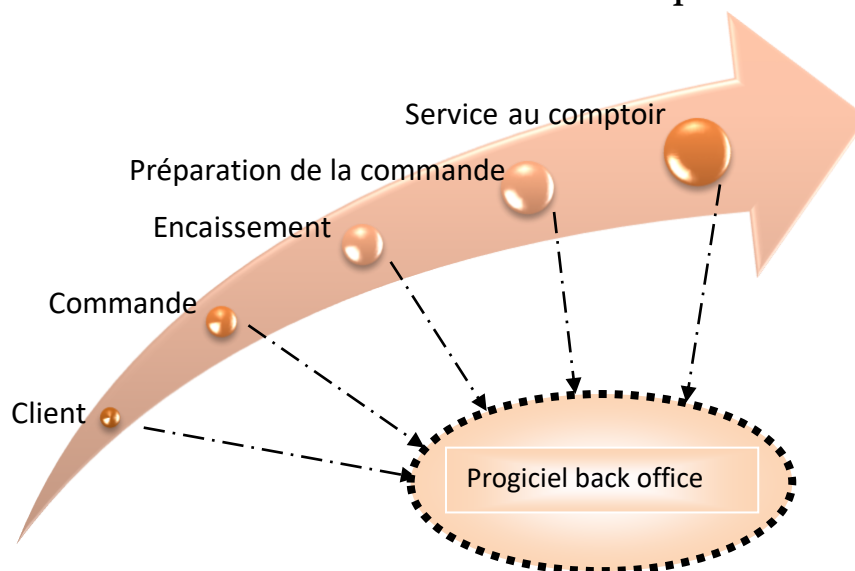 Service au comptoir
Préparation de la commande
Encaissement
Commande
Client
Progiciel back office